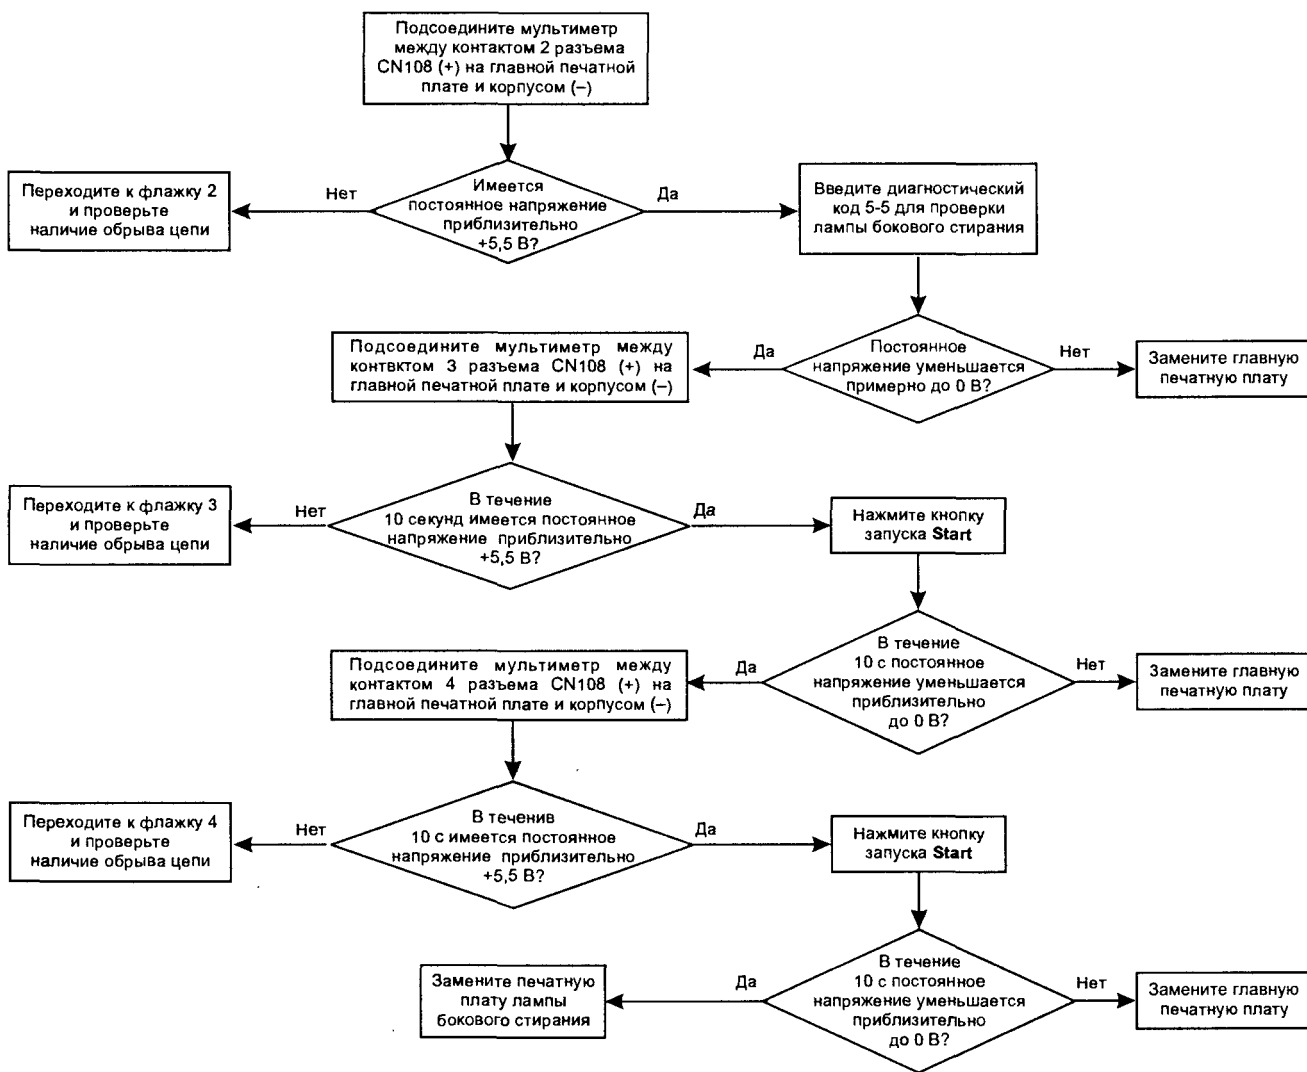 Подсоедините мультиметр
между контактом 2 разъема
CN108 (+) на главной печатной
плате и корпусом (–)
Переходите к флажку 2
и проверьте
наличие обрыва цепи
Нет
Имеется
постоянное напряжение
приблизительно
+5,5 В?
Да
Введите диагностический
код 5-5 для проверки
лампы бокового стирания
Подсоедините мультиметр между
контвктом 3 разъема CN108 (+) на
главной печатной плате и корпусом (–)
Да
Постоянное
напряжение уменьшается
примерно до 0 В?
Нет
Замените главную
печатную плату
Переходите к флажку 3
и проверьте
наличие обрыва цепи
Нет
В течение
10 секунд имеется постоянное
напряжение приблизительно
+5,5 В?
Да
Нажмите кнопку
запуска Start
Подсоедините мультиметр между
контактом 4 разъема CN108 (+) на
главной печатной плате и корпусом (–)
Да
В течение
10 с постоянное
напряжение уменьшается
приблизительно
до 0 В?
Нет
Замените главную
печатную плату
Переходите к флажку 4
и проверьте
наличие обрыва цепи
Нет
В теченив
10 с имеется постоянное
напряжение приблизительно
+5,5 В?
Да
Нажмите кнопку
запуска Start
Замените печатную
плату лампы
бокового стирания
Да
В течение
10 с постоянное
напряжение уменьшается
приблизительно
до 0 В?
Нет
Замените главную
печатную плату